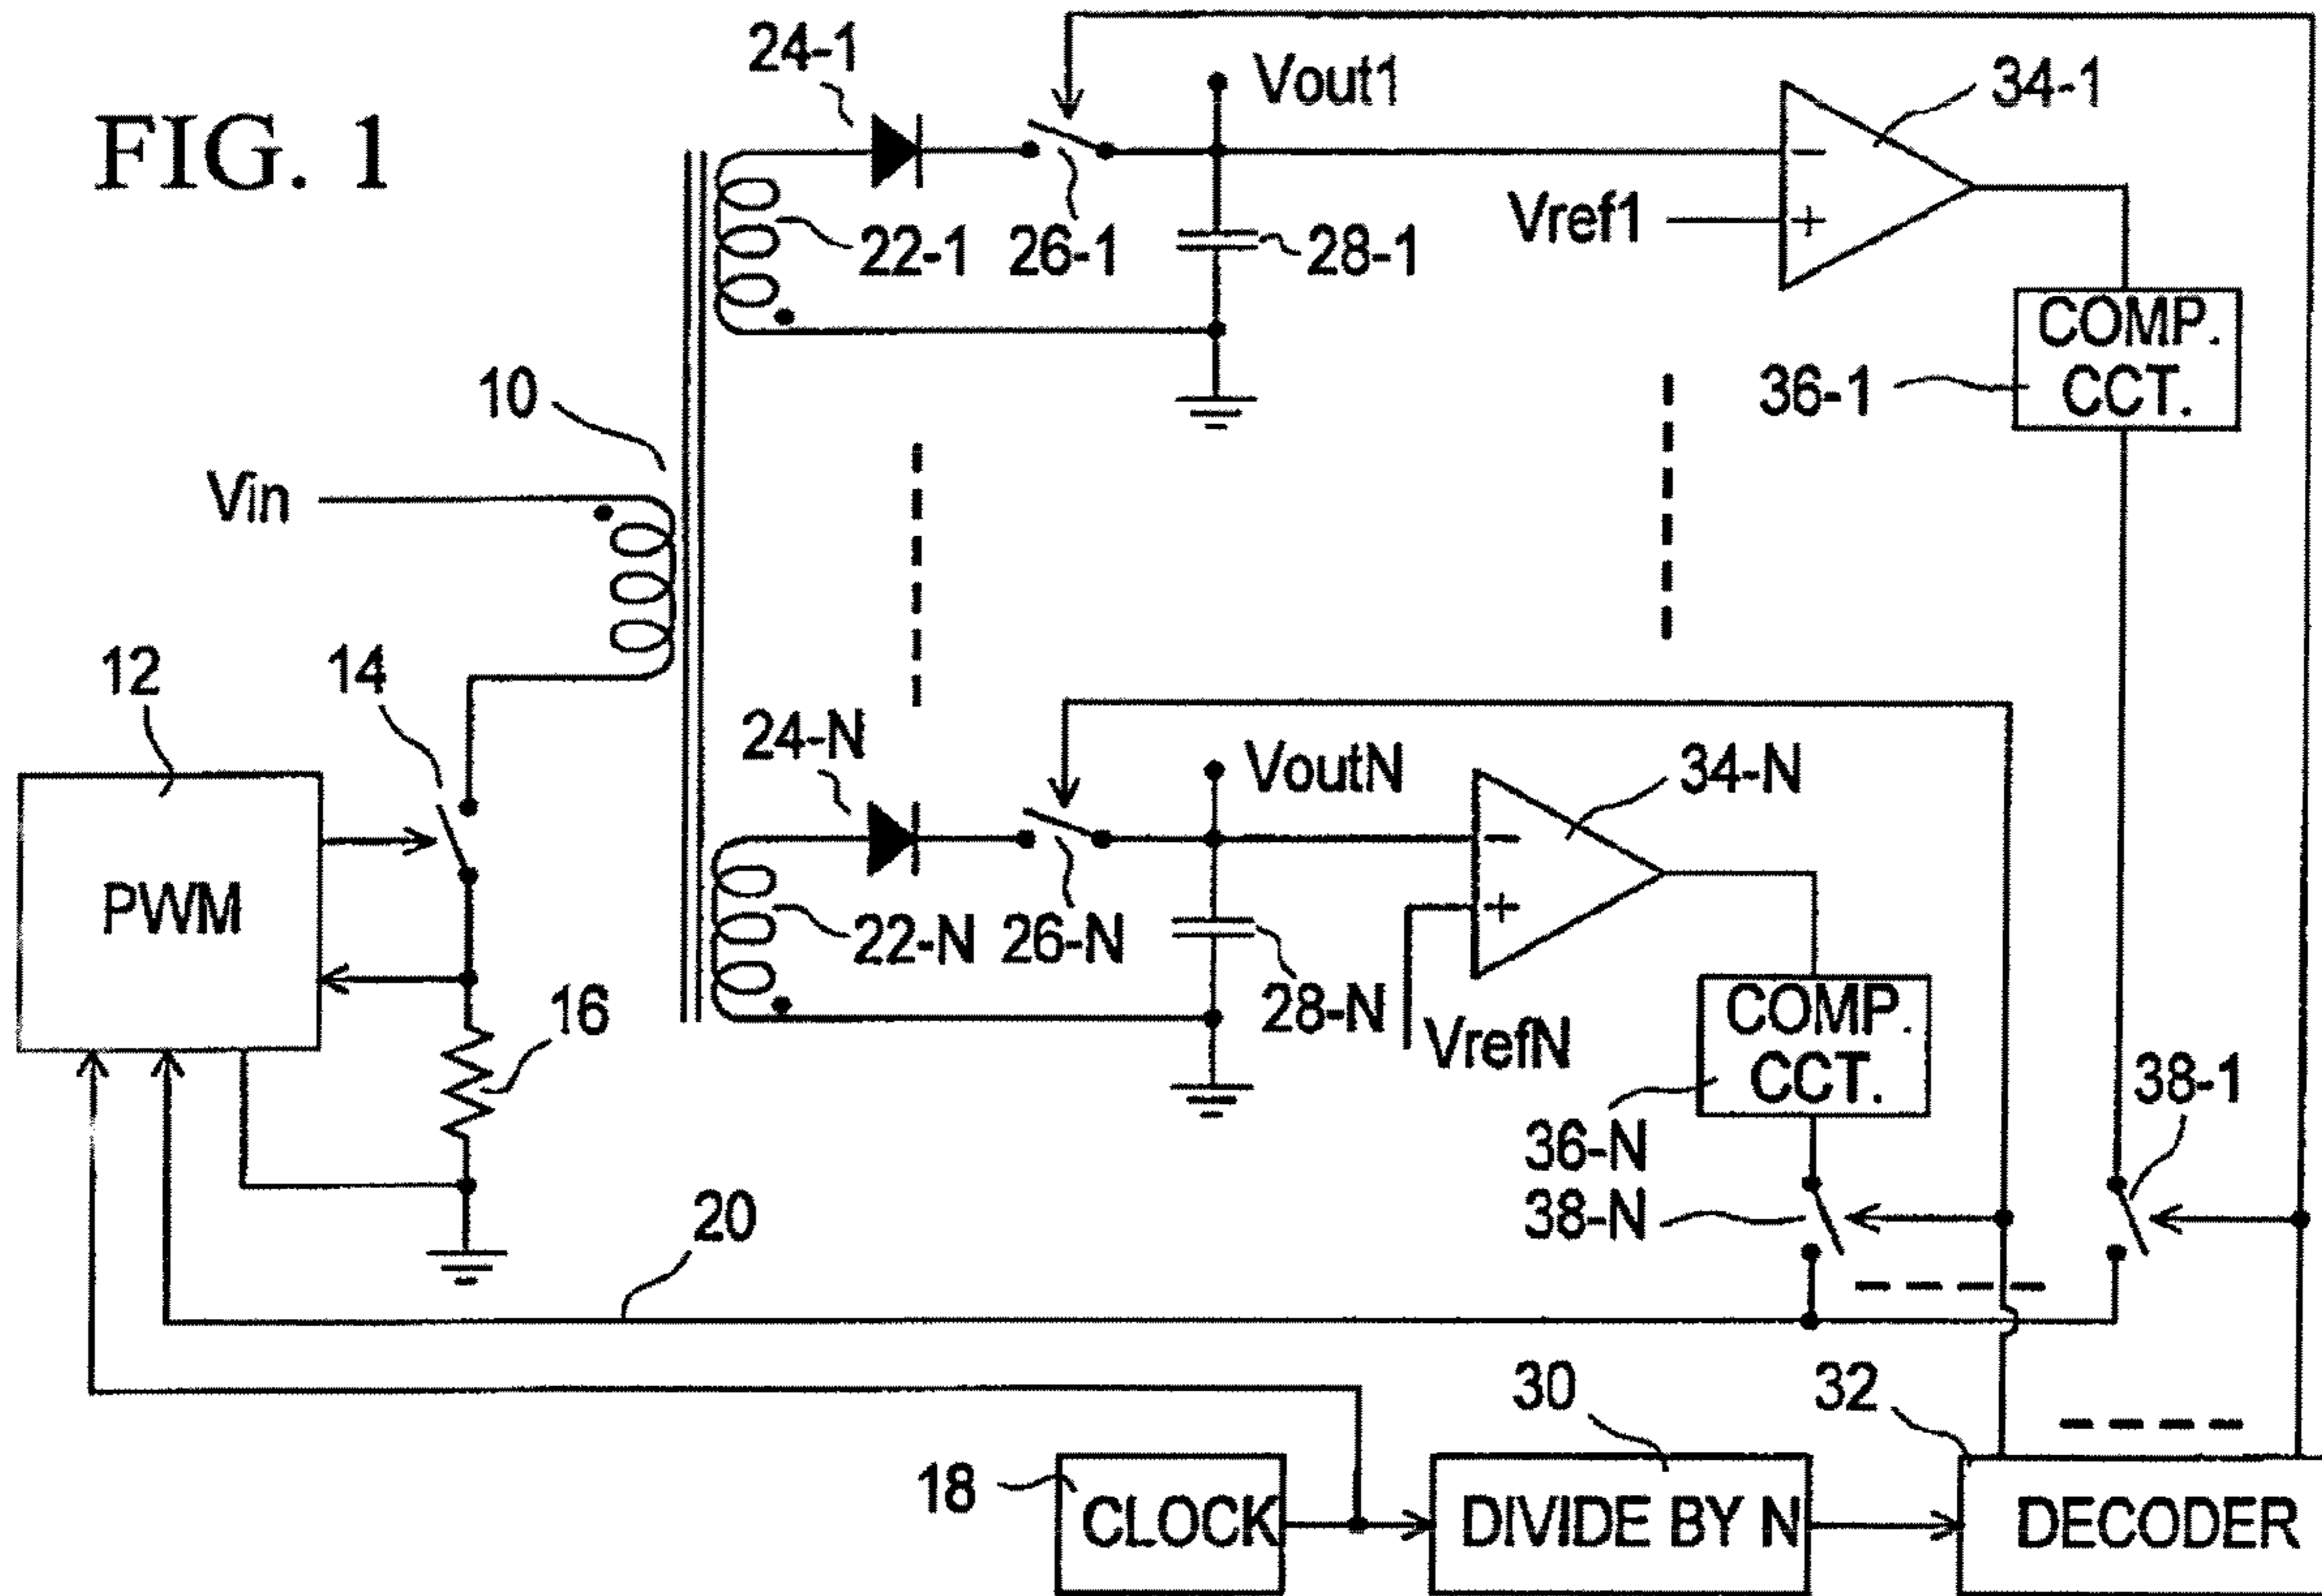 FIG. 1
24-1
Vout1
34-1
Vref1
22-1
26-1
28-1
COMP.
CCT.
36-1
10
Vin
12
14
24-N
VoutN
34-N
PWM
22-N
26-N
28-N
VrefN
COMP.
CCT.
16
36-N
38-1
38-N
20
30
32
18
CLOCK
DIVIDE BY N
DECODER